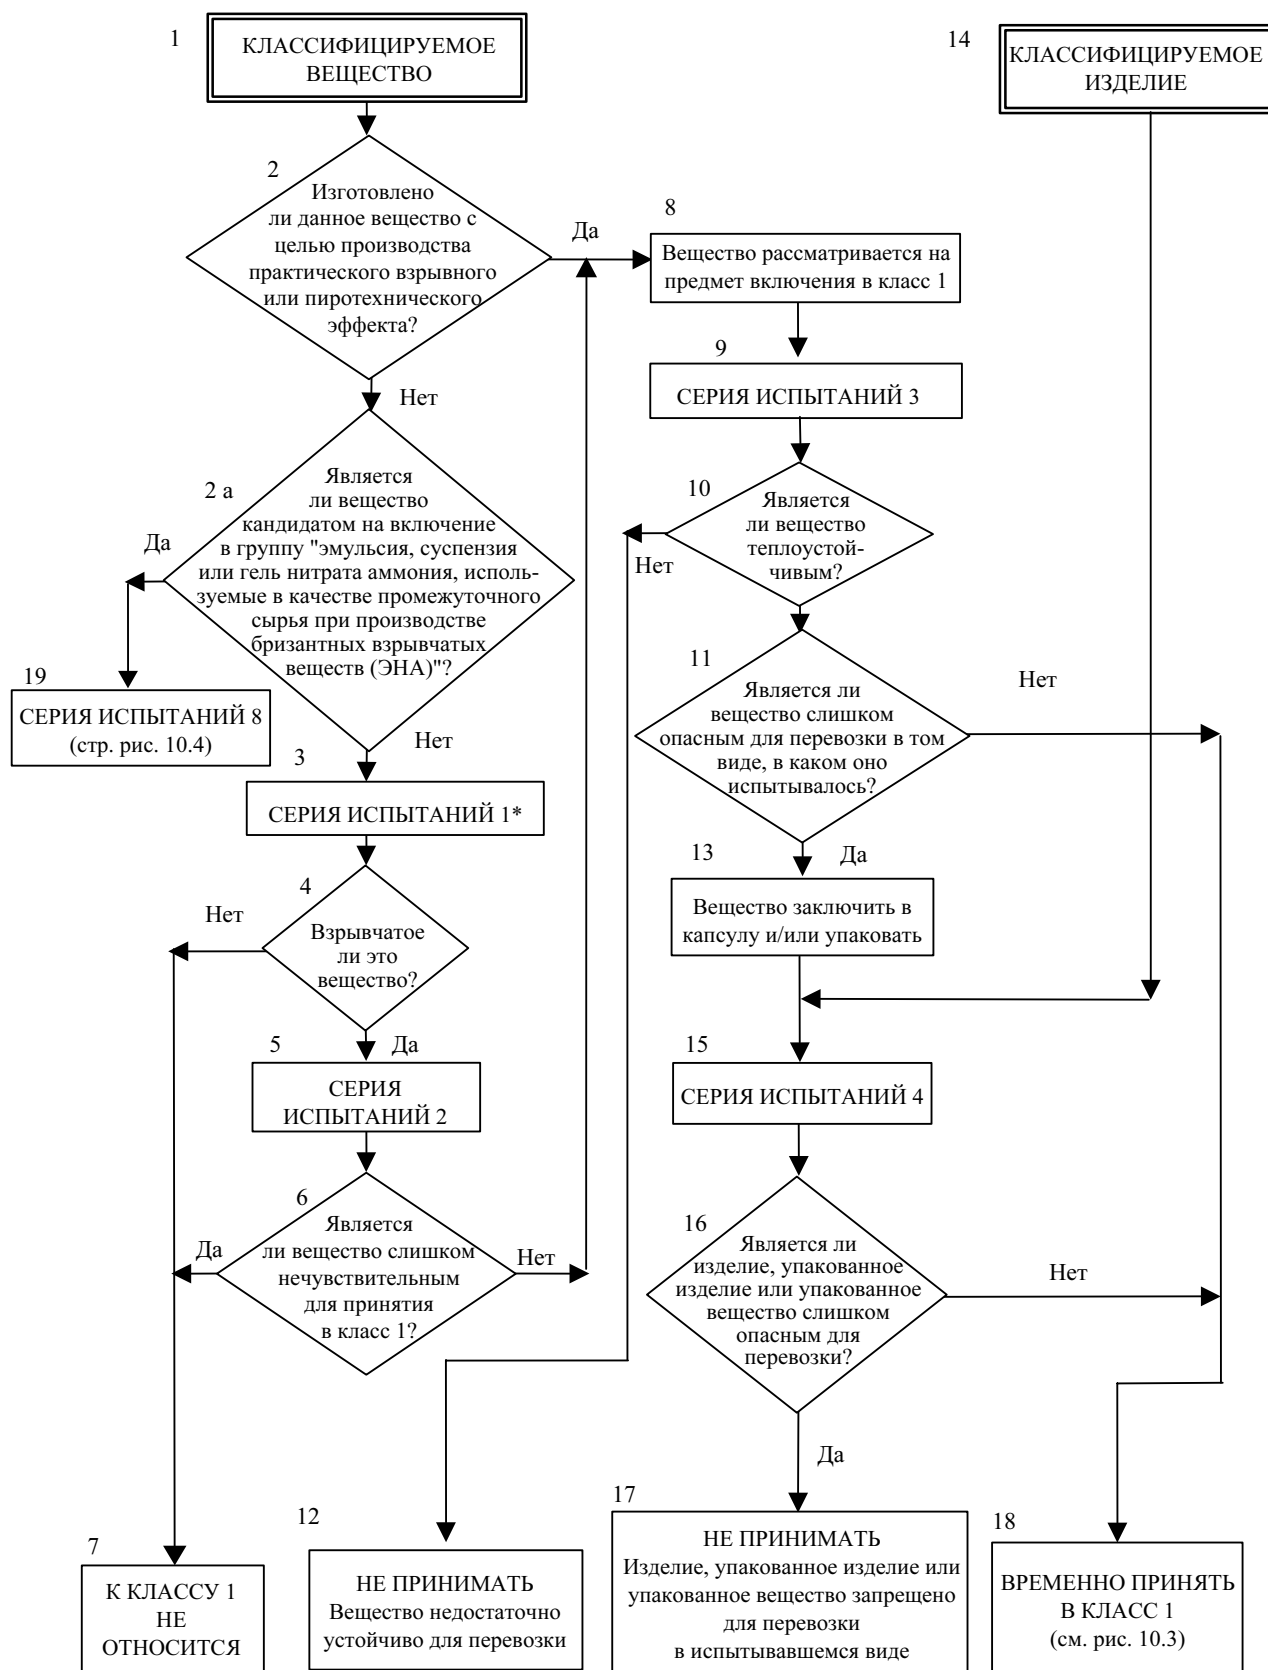 1
КЛАССИФИЦИРУЕМОЕ
ВЕЩЕСТВО
14
КЛАССИФИЦИРУЕМОЕ
ИЗДЕЛИЕ
2
Изготовлено
ли данное вещество с
целью производства
практического взрывного
или пиротехнического
эффекта?
Да
Нет
8
Вещество рассматривается на
предмет включения в класс 1
9
СЕРИЯ ИСПЫТАНИЙ 3
2 а
Является
ли вещество
кандидатом на включение
в группу "эмульсия, суспензия
или гель нитрата аммония, исполь-
зуемые в качестве промежуточного
сырья при производстве
бризантных взрывчатых
веществ (ЭНА)"?
Да
Нет
10
Является
ли вещество
теплоустой-
чивым?
Нет
19
СЕРИЯ ИСПЫТАНИЙ 8
(стр. рис. 10.4)
11
Является ли
вещество слишком
опасным для перевозки в том
виде, в каком оно
испытывалось?
Нет
Да
3
СЕРИЯ ИСПЫТАНИЙ 1*
13
Вещество заключить в
капсулу и/или упаковать
4
Взрывчатое
ли это
вещество?
Нет
Да
5
СЕРИЯ
ИСПЫТАНИЙ 2
15
СЕРИЯ ИСПЫТАНИЙ 4
6
Является
ли вещество слишком
нечувствительным
для принятия
в класс 1?
Да
Нет
16
Является ли
изделие, упакованное
изделие или упакованное
вещество слишком
опасным для
перевозки?
Нет
Да
7
К КЛАССУ 1
НЕ
ОТНОСИТСЯ
12
НЕ ПРИНИМАТЬ
Вещество недостаточно
устойчиво для перевозки
17
НЕ ПРИНИМАТЬ
Изделие, упакованное изделие или
упакованное вещество запрещено
для перевозки
в испытывавшемся виде
18
ВРЕМЕННО ПРИНЯТЬ
В КЛАСС 1
(см. рис. 10.3)